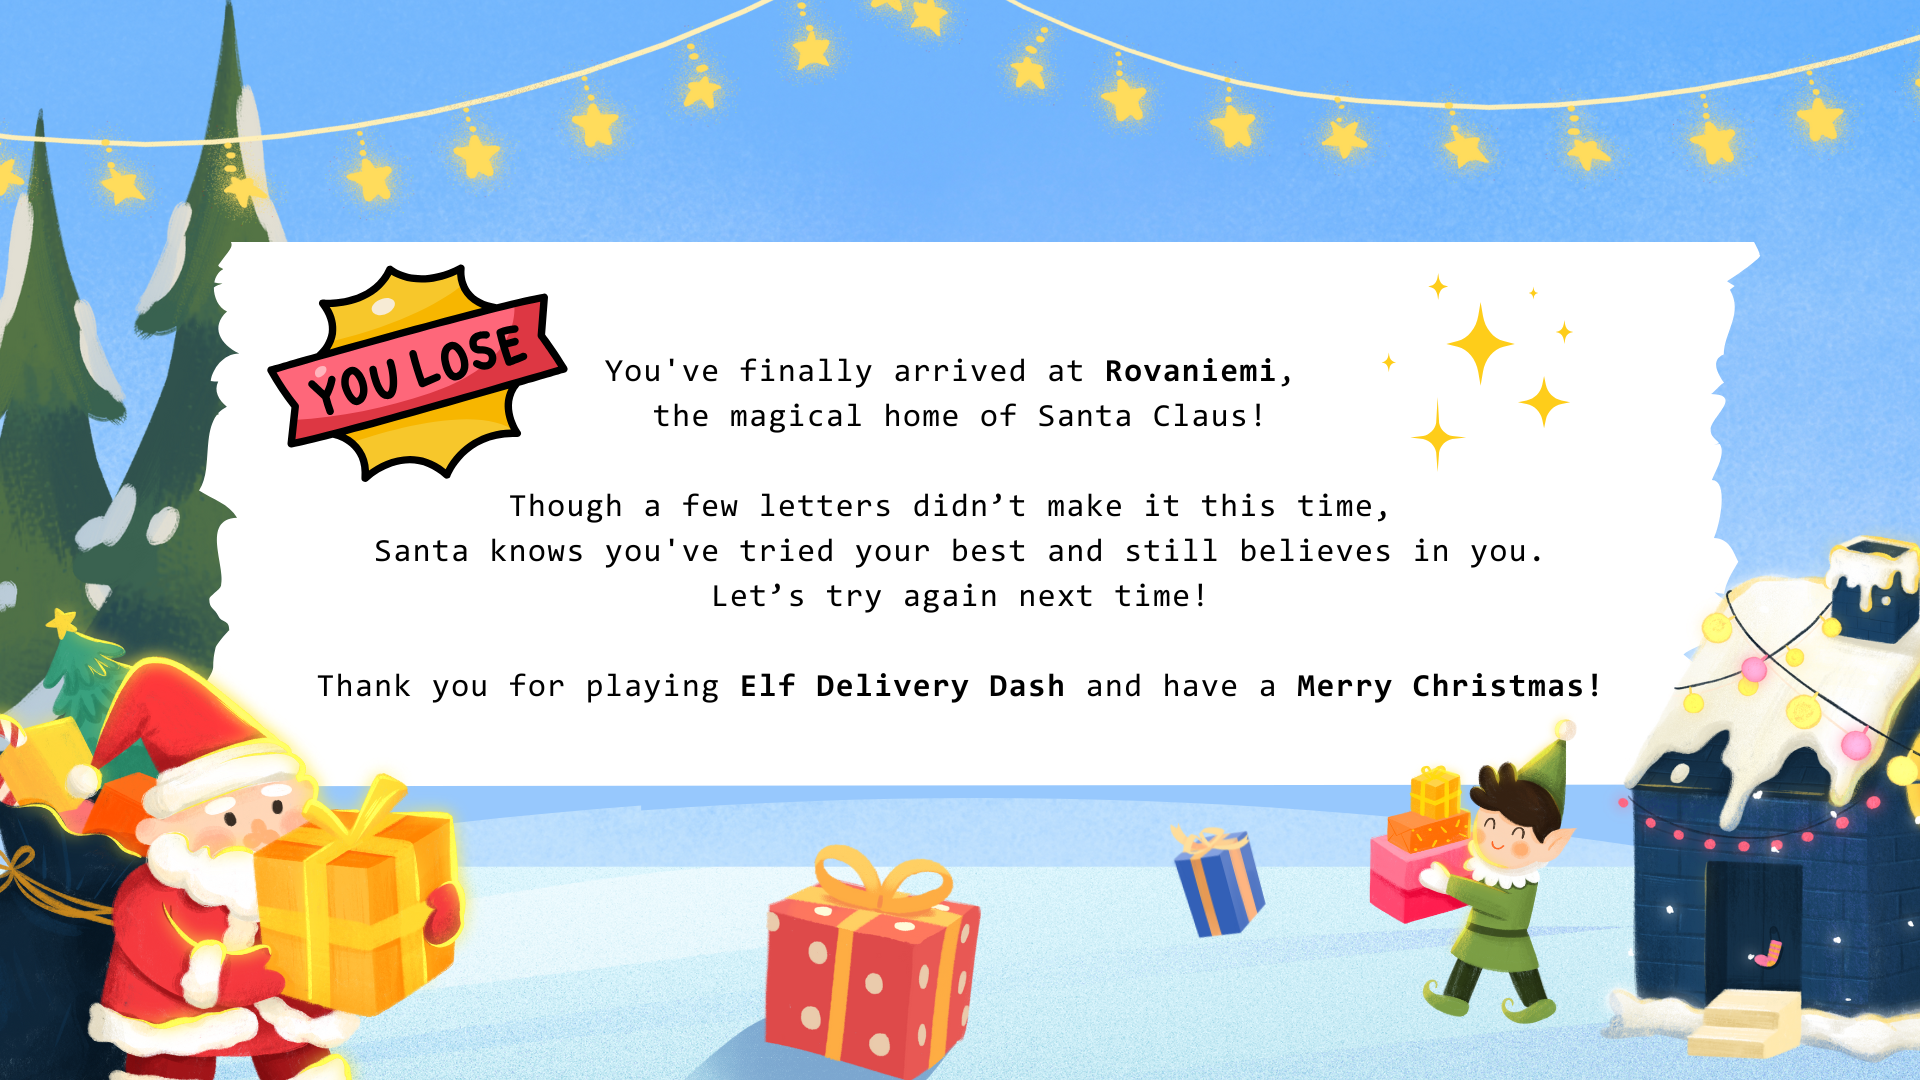 YOU LOSE
You've finally arrived at Rovaniemi,
the magical home of Santa Claus!
Though a few letters didn’t make it this time,
Santa knows you've tried your best and still believes in you.
Let’s try again next time!
Thank you for playing Elf Delivery Dash and have a Merry Christmas!